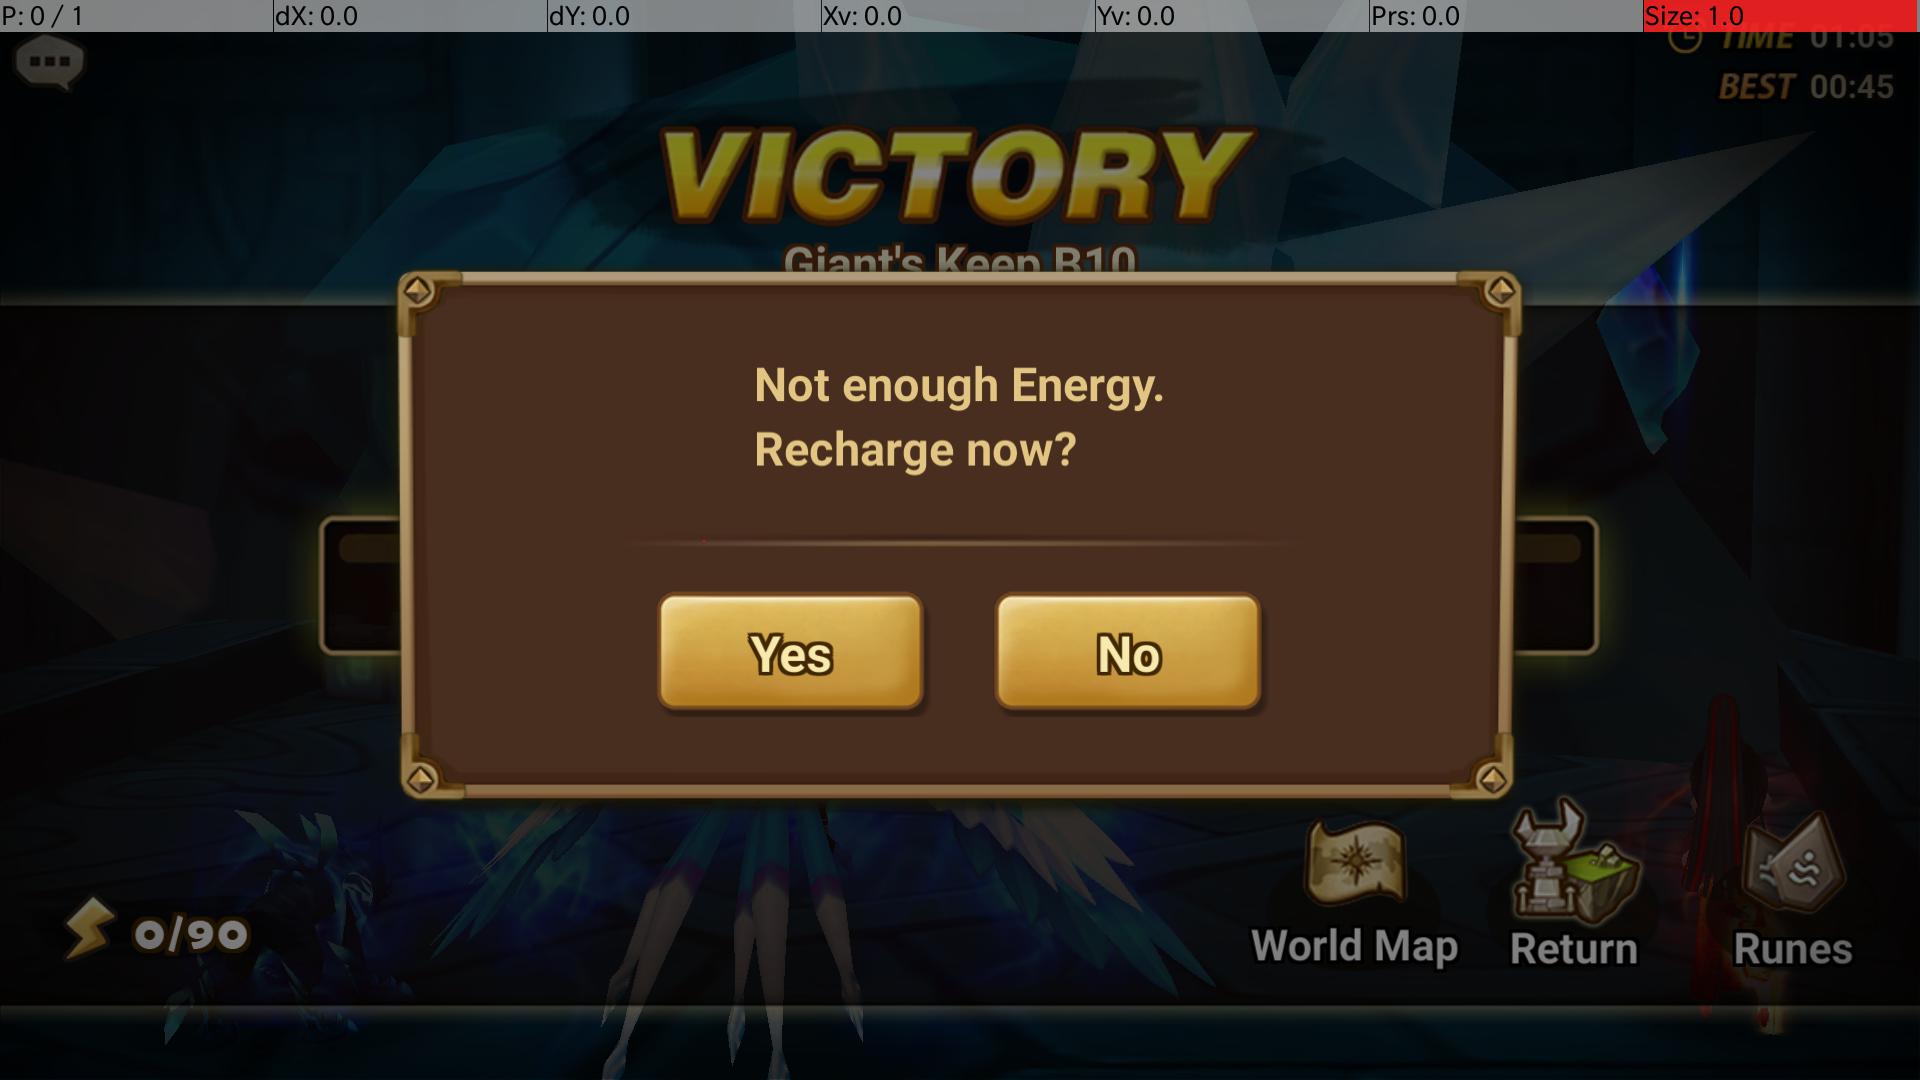 P: 0 / 1 dX: 0.0 dY: 0.0 Xv: 0.0 Yv: 0.0 Prs: 0.0 Size: 1.0
TIME 01:05
BEST 00:45
VICTORY
Giant's Keep B10
Not enough Energy.
Recharge now?
Yes No
0/90
World Map Return Runes